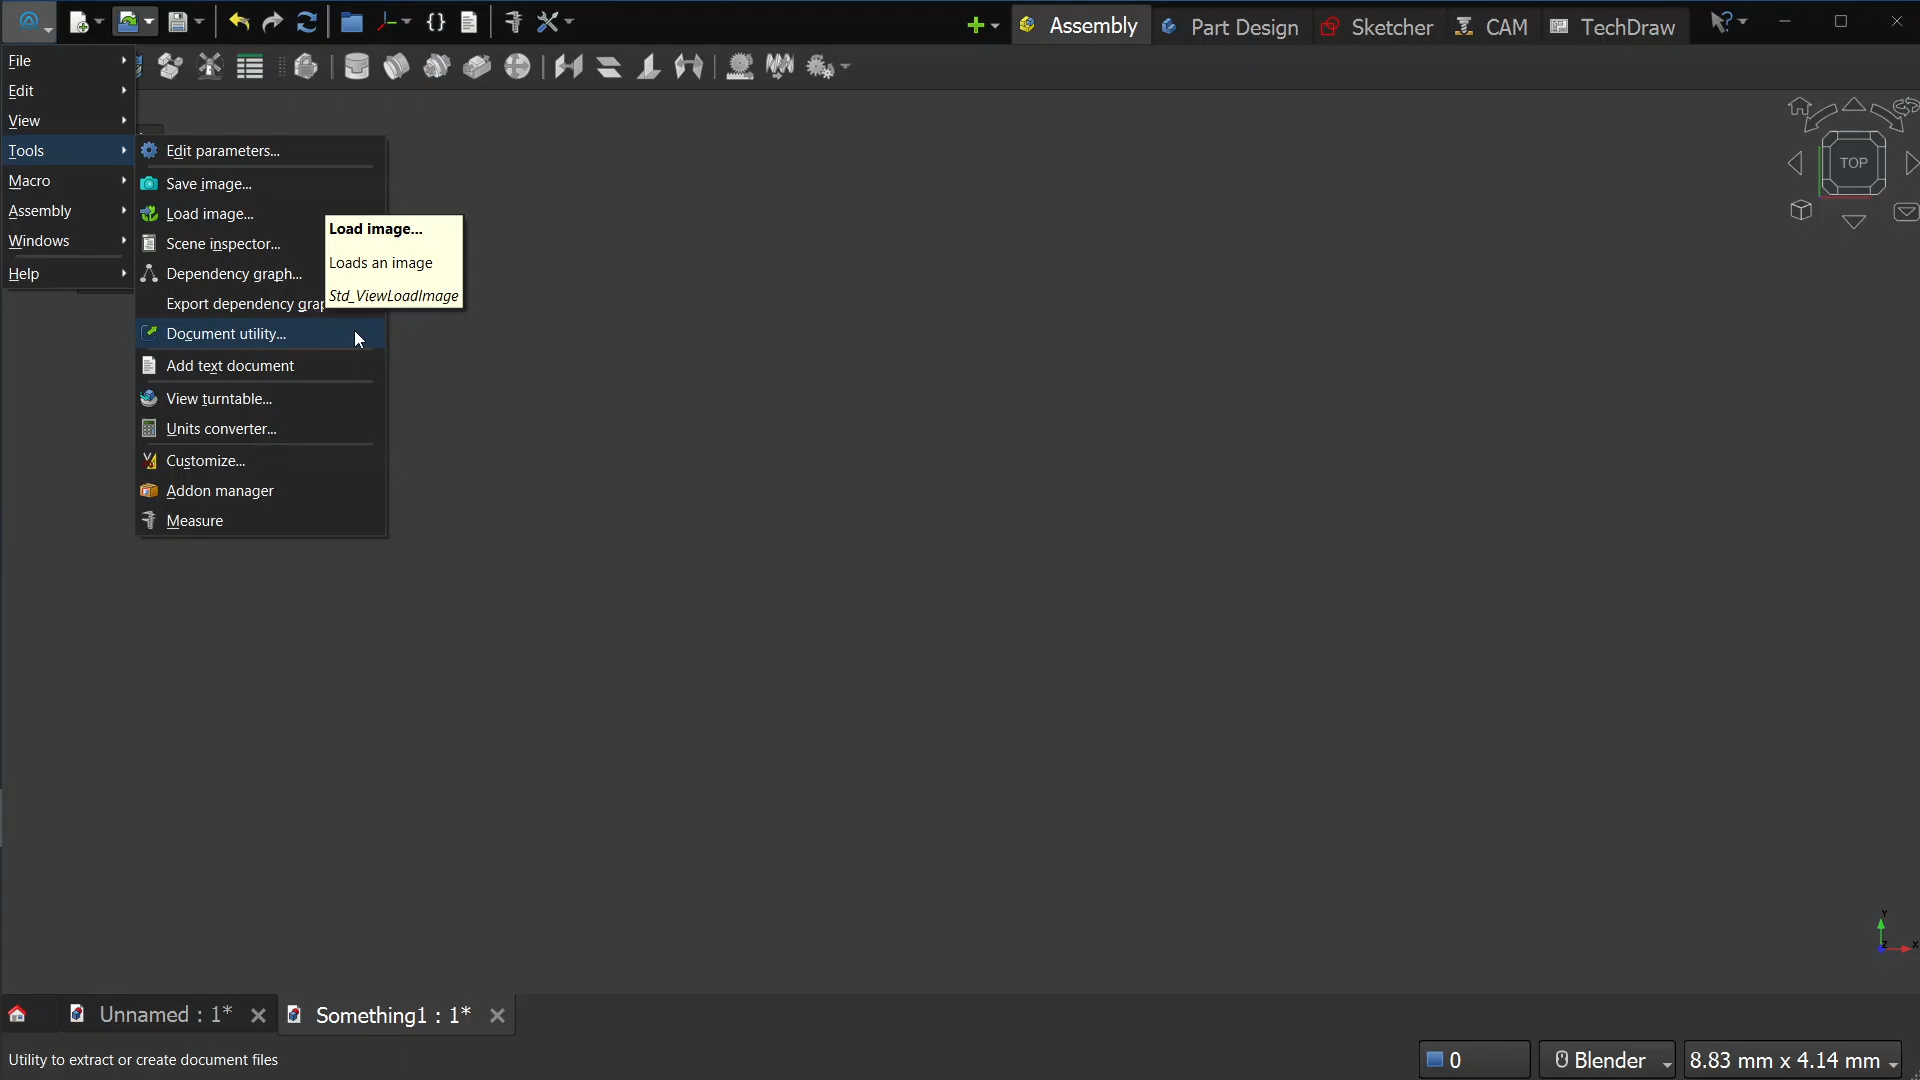 Assembly
Part Design
Sketcher
CAM
TechDraw
File
Edit
View
Tools
Macro
Assembly
Windows
Help
Edit parameters...
Save image...
Load image...
Scene inspector...
Dependency graph...
Export dependency grap
Document utility...
Add text document
View turntable...
Units converter...
Customize...
Addon manager
Measure
Load image...
Loads an image
Std_ViewLoadImage
TOP
Y
Z
X
Unnamed : 1*
Something1 : 1*
Utility to extract or create document files
0
Blender
8.83 mm x 4.14 mm